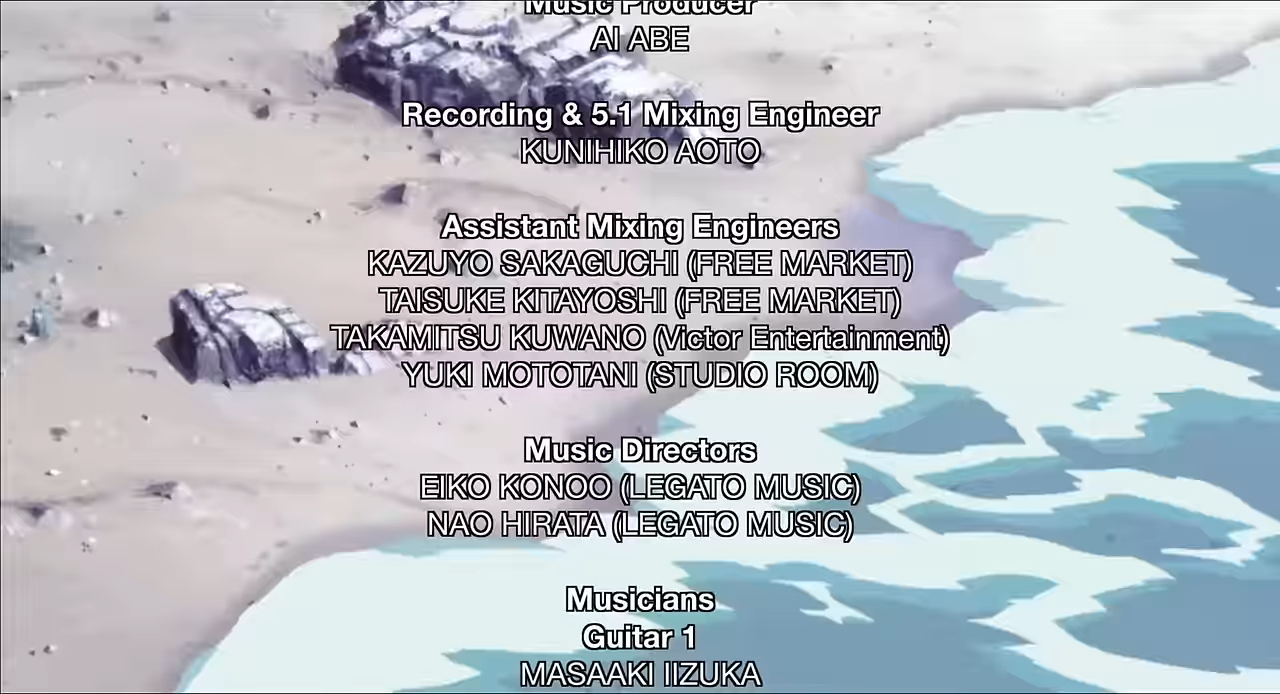 Music Producer
AI ABE
Recording & 5.1 Mixing Engineer
KUNIHIKO AOTO
Assistant Mixing Engineers
KAZUYO SAKAGUCHI (FREE MARKET)
TAISUKE KITAYOSHI (FREE MARKET)
TAKAMITSU KUWANO (Victor Entertainment)
YUKI MOTOTANI (STUDIO ROOM)
Music Directors
EIKO KONOO (LEGATO MUSIC)
NAO HIRATA (LEGATO MUSIC)
Musicians
Guitar 1
MASAAKI IIZUKA